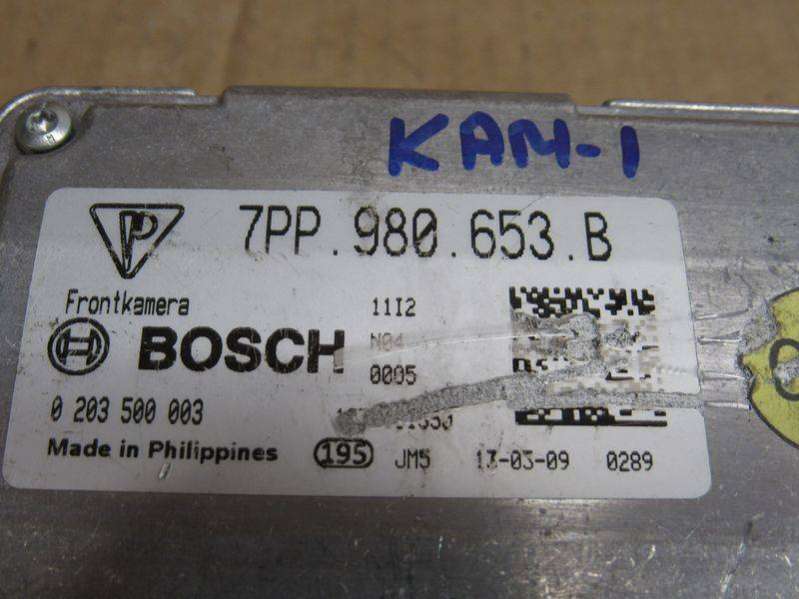 KAM-1
P 7PP.980.653.B
Frontkamera 11I2
BOSCH N04
0005
0 203 500 003
Made in Philippines 195 JM5 13-03-09 0289